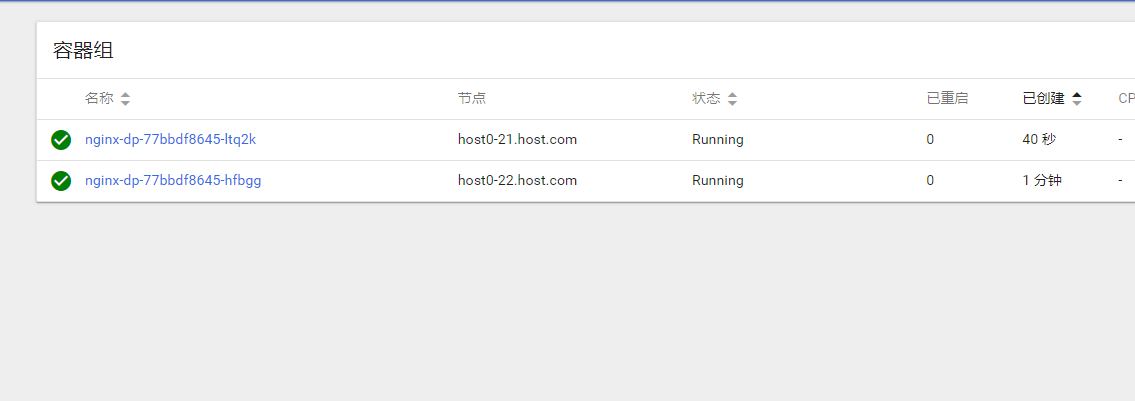 容器组
名称 节点 状态 已重启 已创建 CP
nginx-dp-77bbdf8645-ltq2k host0-21.host.com Running 0 40 秒 -
nginx-dp-77bbdf8645-hfbgg host0-22.host.com Running 0 1 分钟 -